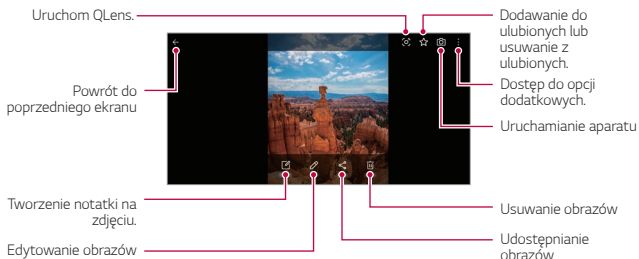 Uruchom QLens.
Powrót do
poprzedniego ekranu
Tworzenie notatki na
zdjęciu.
Edytowanie obrazów
Dodawanie do
ulubionych lub
usuwanie z
ulubionych.
Dostęp do opcji
dodatkowych.
Uruchamianie aparatu
Usuwanie obrazów
Udostępnianie
obrazów